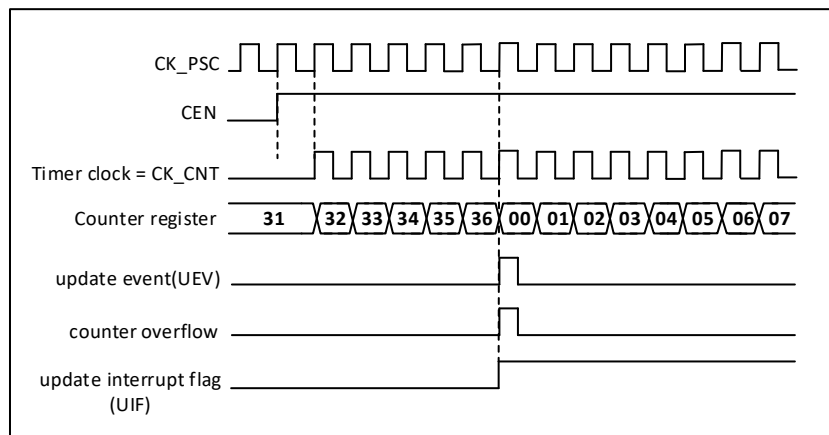 CK_PSC
CEN
Timer clock = CK_CNT
Counter register 31 32 33 34 35 36 00 01 02 03 04 05 06 07
update event(UEV)
counter overflow
update interrupt flag
(UIF)